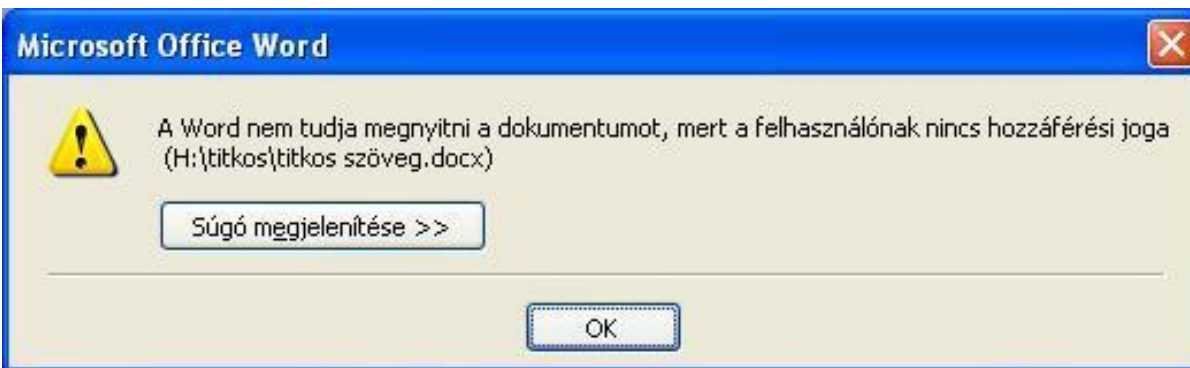 Microsoft Office Word
A Word nem tudja megnyitni a dokumentumot, mert a felhasználónak nincs hozzáférési joga
(H:\titkos\titkos szöveg.docx)
Súgó megjelenítése >>
OK